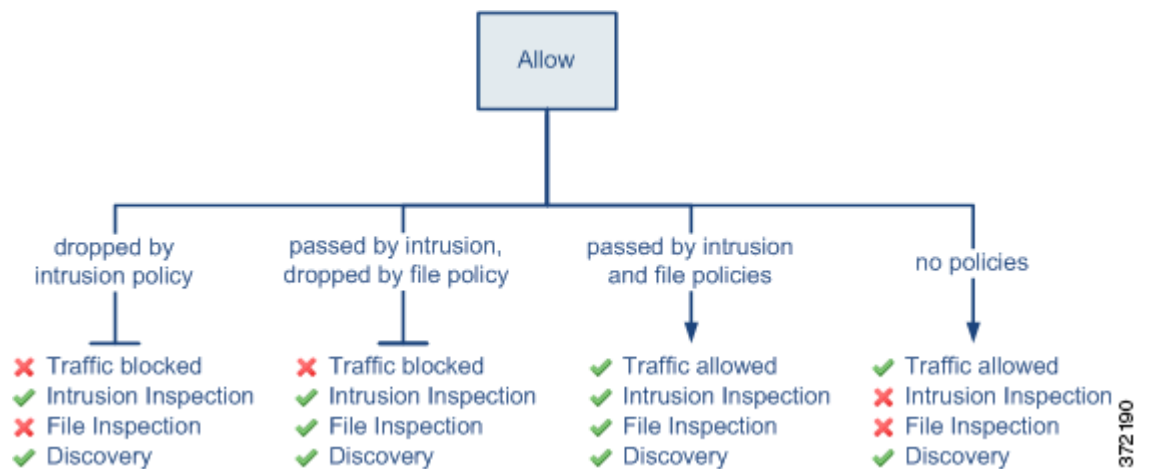 Allow
dropped by
intrusion policy
passed by intrusion,
dropped by file policy
passed by intrusion
and file policies
no policies
Traffic blocked
Intrusion Inspection
File Inspection
Discovery
Traffic blocked
Intrusion Inspection
File Inspection
Discovery
Traffic allowed
Intrusion Inspection
File Inspection
Discovery
Traffic allowed
Intrusion Inspection
File Inspection
Discovery
372190